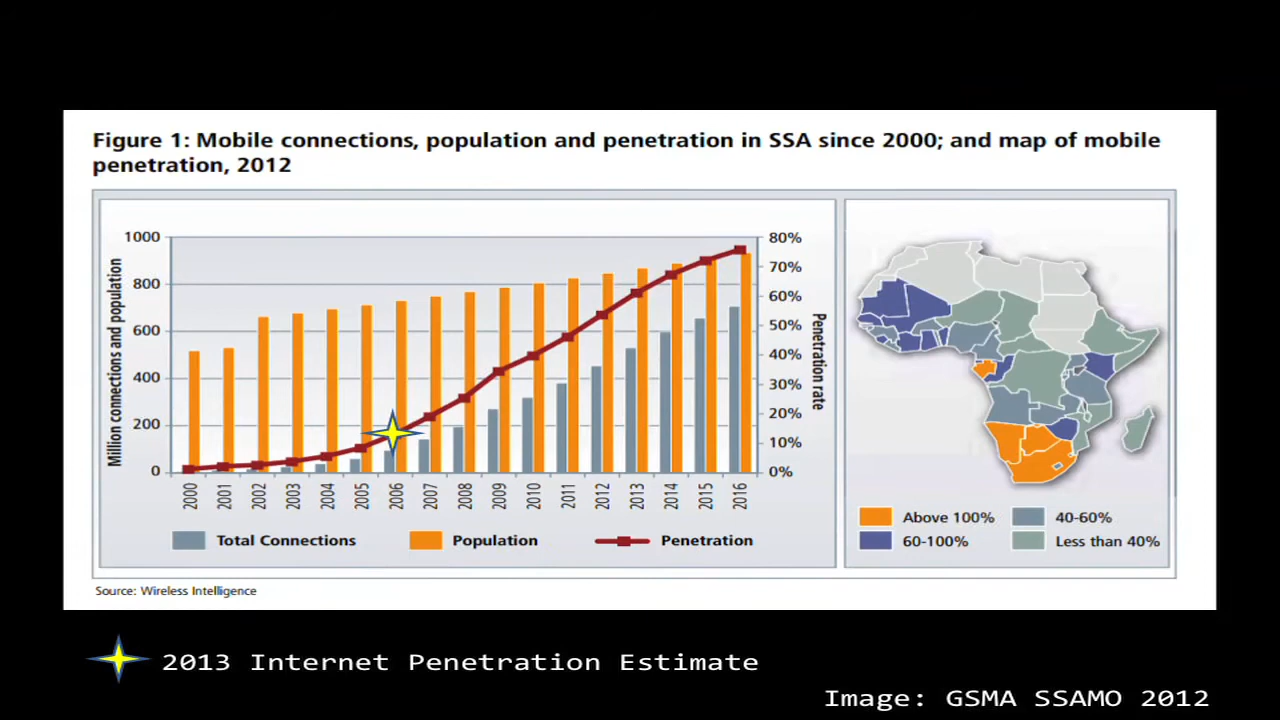 Figure 1: Mobile connections, population and penetration in SSA since 2000; and map of mobile
penetration, 2012
Million connections and population
1000
800
600
400
200
0
80%
70%
60%
50%
40%
30%
20%
10%
0%
Penetration rate
2000 2001 2002 2003 2004 2005 2006 2007 2008 2009 2010 2011 2012 2013 2014 2015 2016
Total Connections Population Penetration
Above 100% 40-60%
60-100% Less than 40%
Source: Wireless Intelligence
2013 Internet Penetration Estimate
Image: GSMA SSAMO 2012